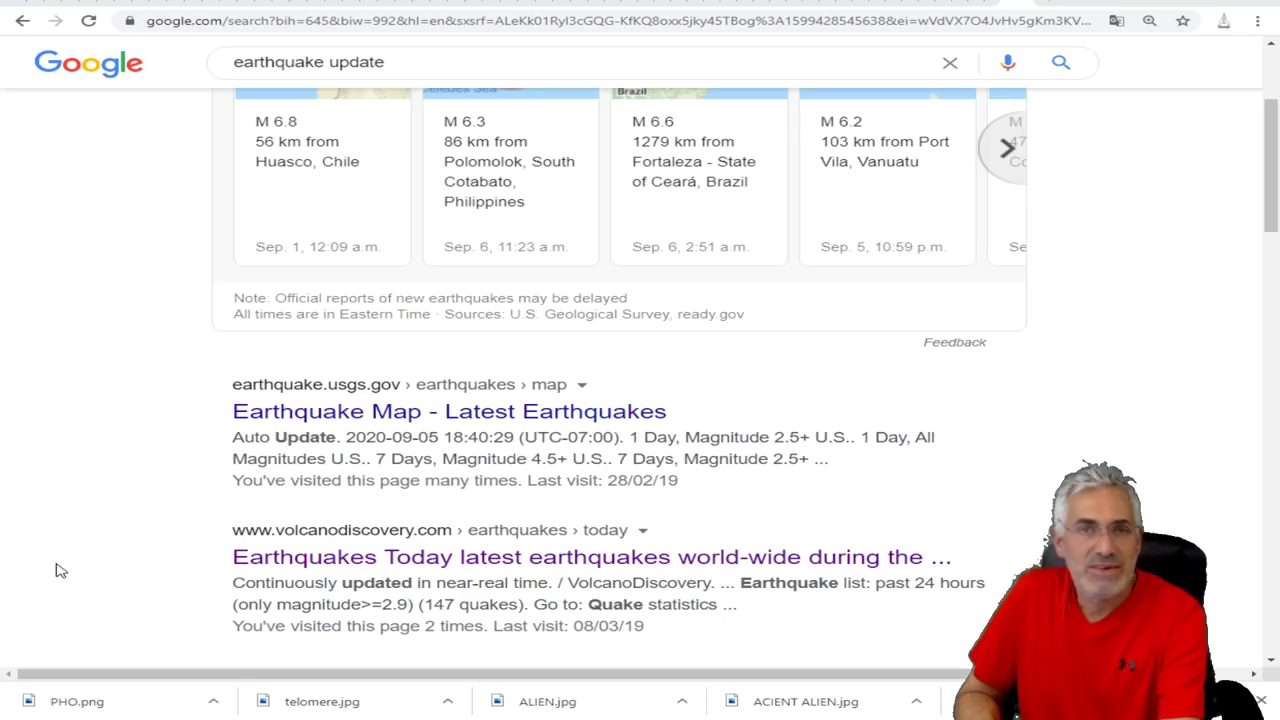 google.com/search?bih=645&biw=992&hl=en&sxsrf=ALeKk01RyI3cGQG-KfKQ8oxx5jky45TBog%3A1599428545638&ei=wVdVX7O4JvHv5gKm3KV...
Google
earthquake update
Celebes Sea
Brazil
M 6.8
56 km from
Huasco, Chile
Sep. 1, 12:09 a.m.
M 6.3
86 km from
Polomolok, South
Cotabato,
Philippines
Sep. 6, 11:23 a.m.
M 6.6
1279 km from
Fortaleza - State
of Ceará, Brazil
Sep. 6, 2:51 a.m.
M 6.2
103 km from Port
Vila, Vanuatu
Sep. 5, 10:59 p.m.
M
47
Co
Se
Note: Official reports of new earthquakes may be delayed
All times are in Eastern Time · Sources: U.S. Geological Survey, ready.gov
Feedback
earthquake.usgs.gov › earthquakes › map
Earthquake Map - Latest Earthquakes
Auto Update. 2020-09-05 18:40:29 (UTC-07:00). 1 Day, Magnitude 2.5+ U.S.. 1 Day, All
Magnitudes U.S.. 7 Days, Magnitude 4.5+ U.S.. 7 Days, Magnitude 2.5+ ...
You've visited this page many times. Last visit: 28/02/19
www.volcanodiscovery.com › earthquakes › today
Earthquakes Today latest earthquakes world-wide during the ...
Continuously updated in near-real time. / VolcanoDiscovery. ... Earthquake list: past 24 hours
(only magnitude>=2.9) (147 quakes). Go to: Quake statistics ...
You've visited this page 2 times. Last visit: 08/03/19
PHO.png
telomere.jpg
ALIEN.jpg
ACIENT ALIEN.jpg